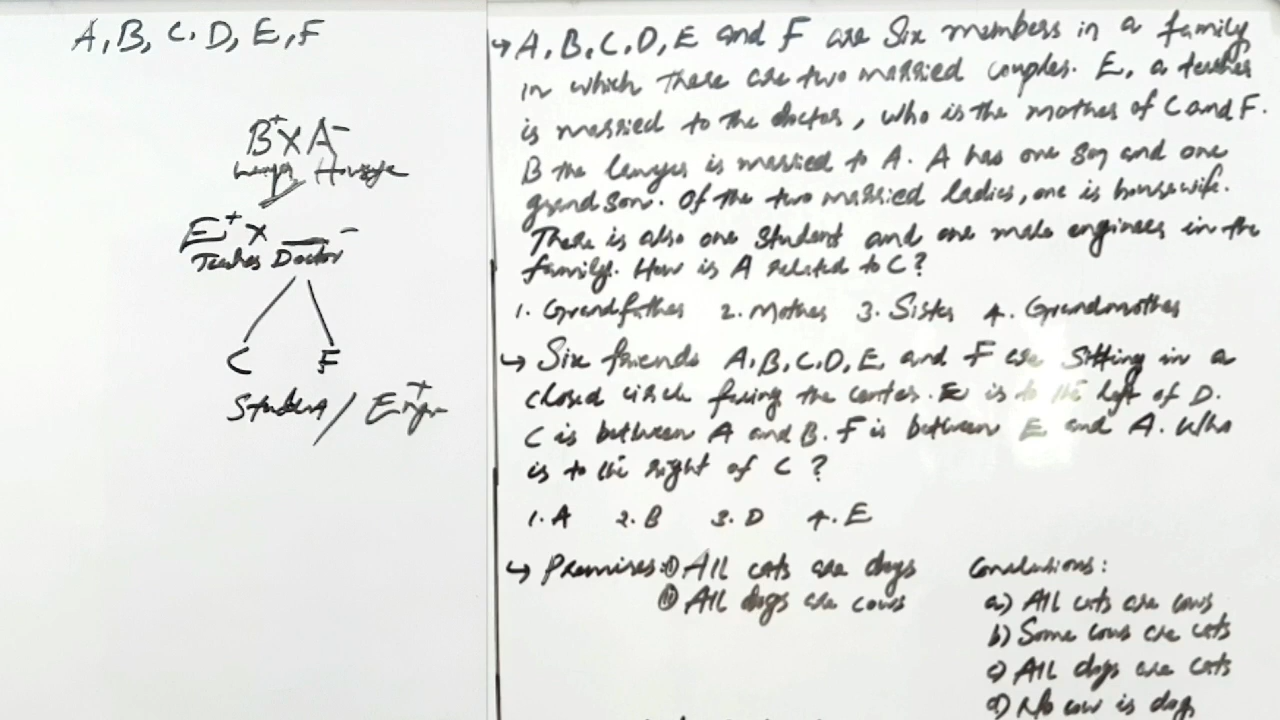 A, B, C, D, E, F
B⁺ X A⁻
E⁺ X __ ⁻
Teacher Doctor
C F
Student / Engr⁺
→ A, B, C, D, E and F are Six members in a family
in which there are two married couples. E, a teacher
is married to the doctor, who is the mother of C and F.
B the lawyer is married to A. A has one son and one
grand son. Of the two married ladies, one is housewife.
There is also one student and one male engineer in the
family. How is A related to C?
1. Grandfather 2. Mother 3. Sister 4. Grandmother
→ Six friends A, B, C, D, E, and F are sitting in a
closed circle facing the center. E is to the left of D.
C is between A and B. F is between E and A. Who
is to the right of C ?
1. A 2. B 3. D 4. E
→ Premises: i) All cats are dogs
ii) All dogs are cows
Conclusions:
a) All cats are cows
b) Some cows are cats
c) All dogs are cats
d) No cow is dog